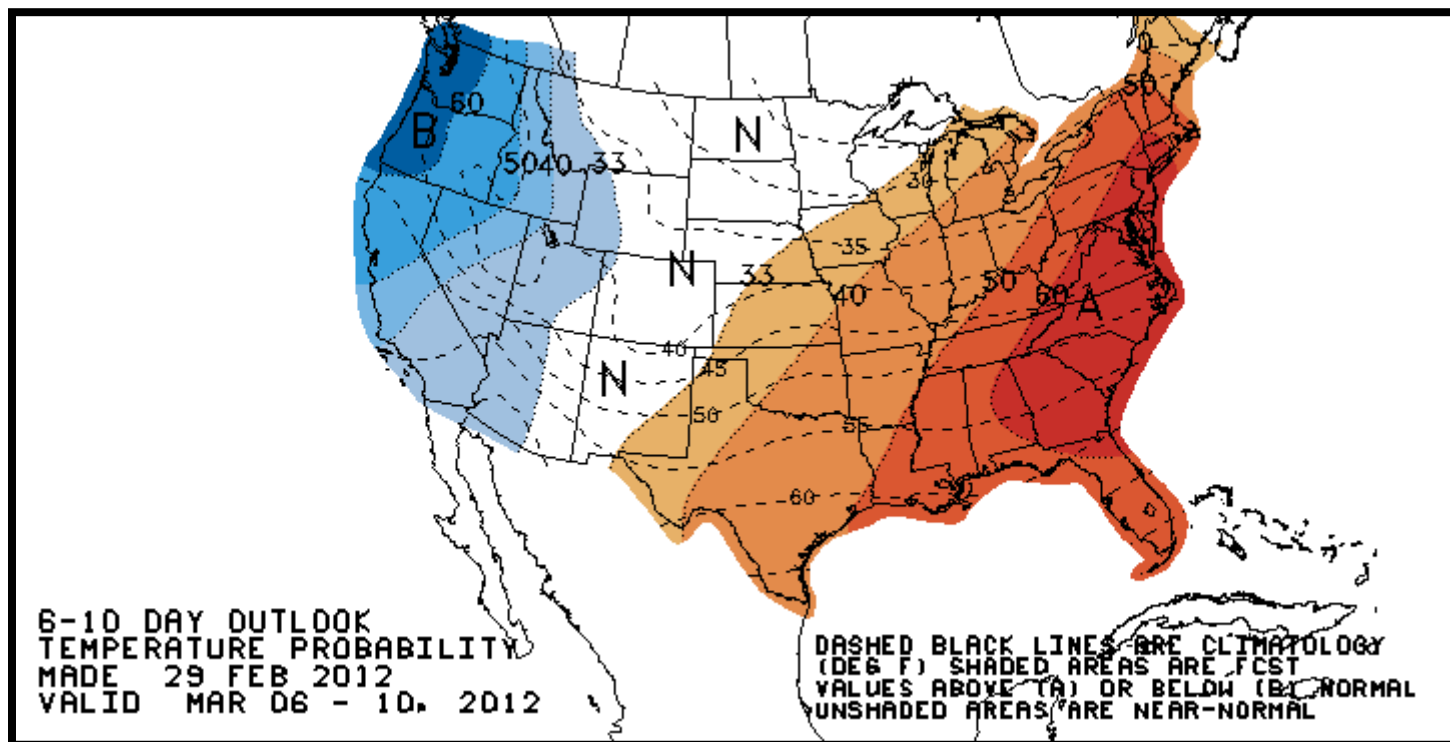 50
60
B
N
50 40 33
30
35
N
33
40
50
60
A
40
45
N
50
55
60
6-10 DAY OUTLOOK
TEMPERATURE PROBABILITY
MADE 29 FEB 2012
VALID MAR 06 - 10, 2012
DASHED BLACK LINES ARE CLIMATOLOGY
(DEG F) SHADED AREAS ARE FCST
VALUES ABOVE (A) OR BELOW (B) NORMAL
UNSHADED AREAS ARE NEAR-NORMAL